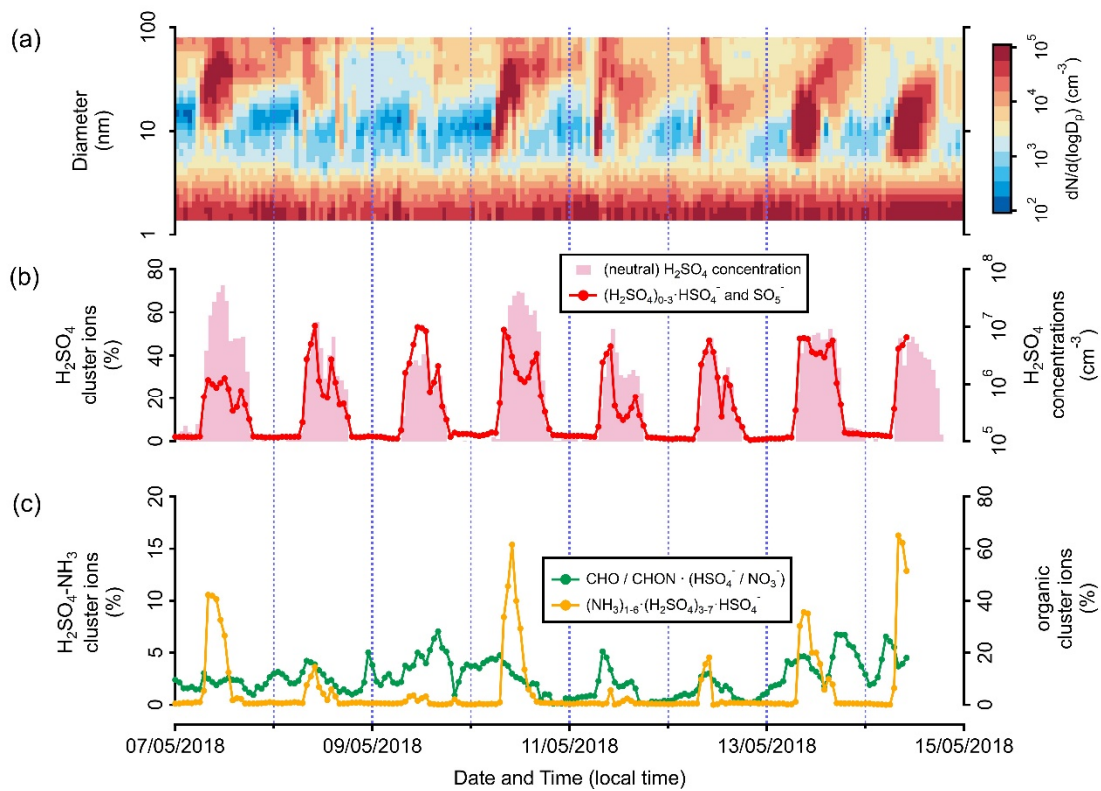 (a)
Diameter
(nm)
100
10
1
10⁵
10⁴
10³
10²
dN/d(logDₚ) (cm⁻³)
(b)
H₂SO₄
cluster ions
(%)
80
60
40
20
0
(neutral) H₂SO₄ concentration
(H₂SO₄)₀₋₃·HSO₄⁻ and SO₅⁻
10⁸
10⁷
10⁶
10⁵
H₂SO₄
concentrations
(cm⁻³)
(c)
H₂SO₄-NH₃
cluster ions
(%)
20
15
10
5
0
CHO / CHON · (HSO₄⁻ / NO₃⁻)
(NH₃)₁₋₆·(H₂SO₄)₃₋₇·HSO₄⁻
80
60
40
20
0
organic
cluster ions
(%)
07/05/2018 09/05/2018 11/05/2018 13/05/2018 15/05/2018
Date and Time (local time)